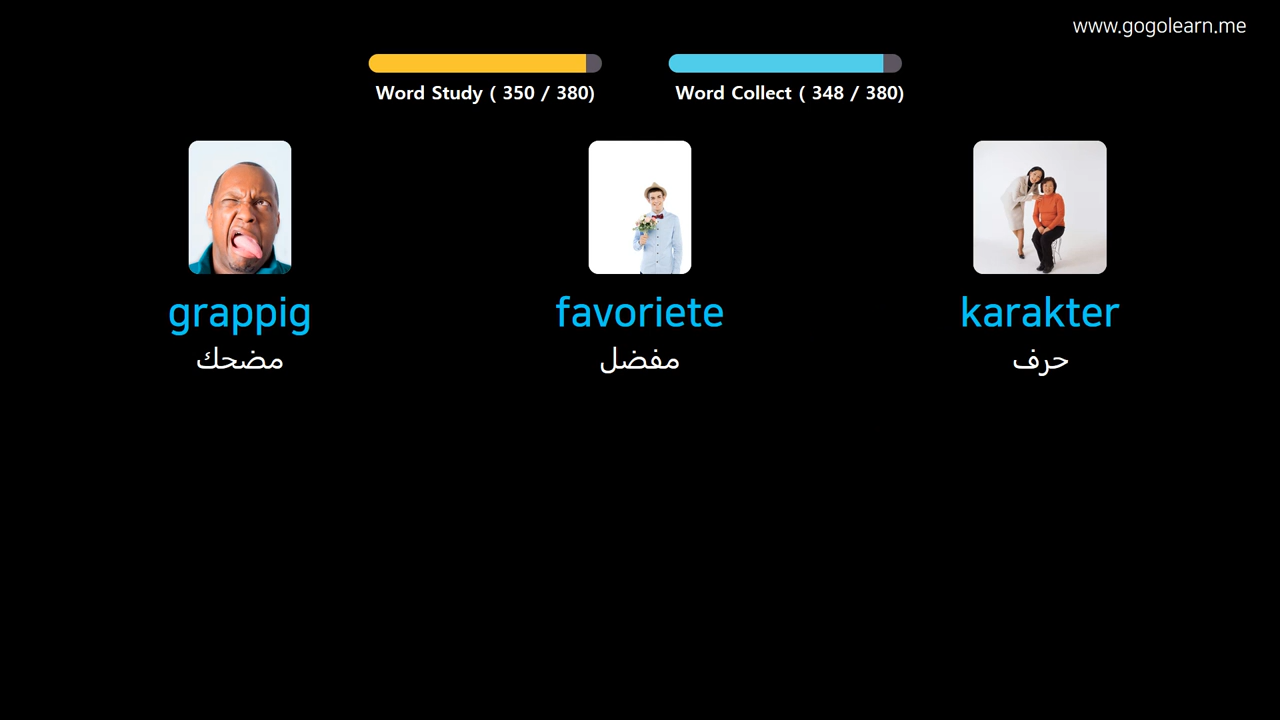 www.gogolearn.me
Word Study ( 350 / 380)
Word Collect ( 348 / 380)
grappig
favoriete
karakter
مضحك
مفضل
حرف